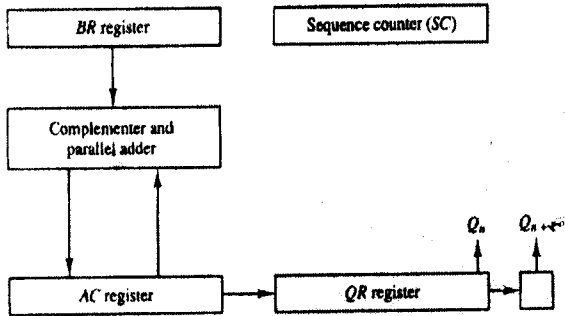 BR register
Sequence counter (SC)
Complementer and
parallel adder
Qn
AC register
QR register